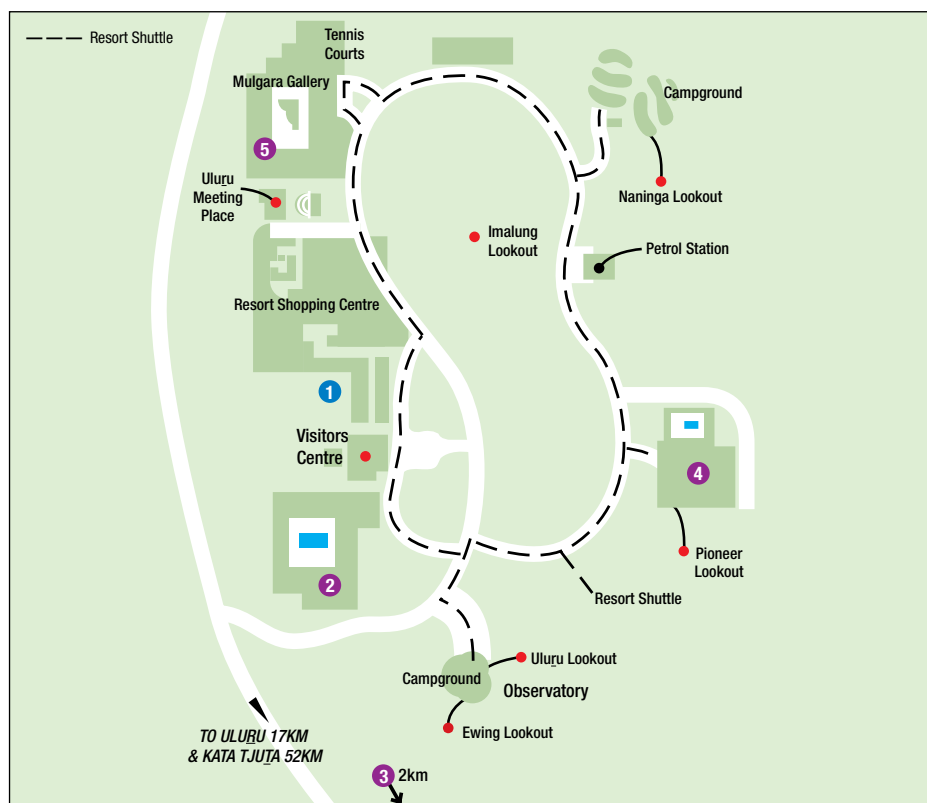 Resort Shuttle
Tennis
Courts
Mulgara Gallery
Campground
5
Uluṟu
Meeting
Place
Naninga Lookout
Imalung
Lookout
Petrol Station
Resort Shopping Centre
1
Visitors
Centre
4
2
Pioneer
Lookout
Resort Shuttle
Uluṟu Lookout
Campground
Observatory
Ewing Lookout
TO ULUṞU 17KM
& KATA TJUṮA 52KM
3 2km